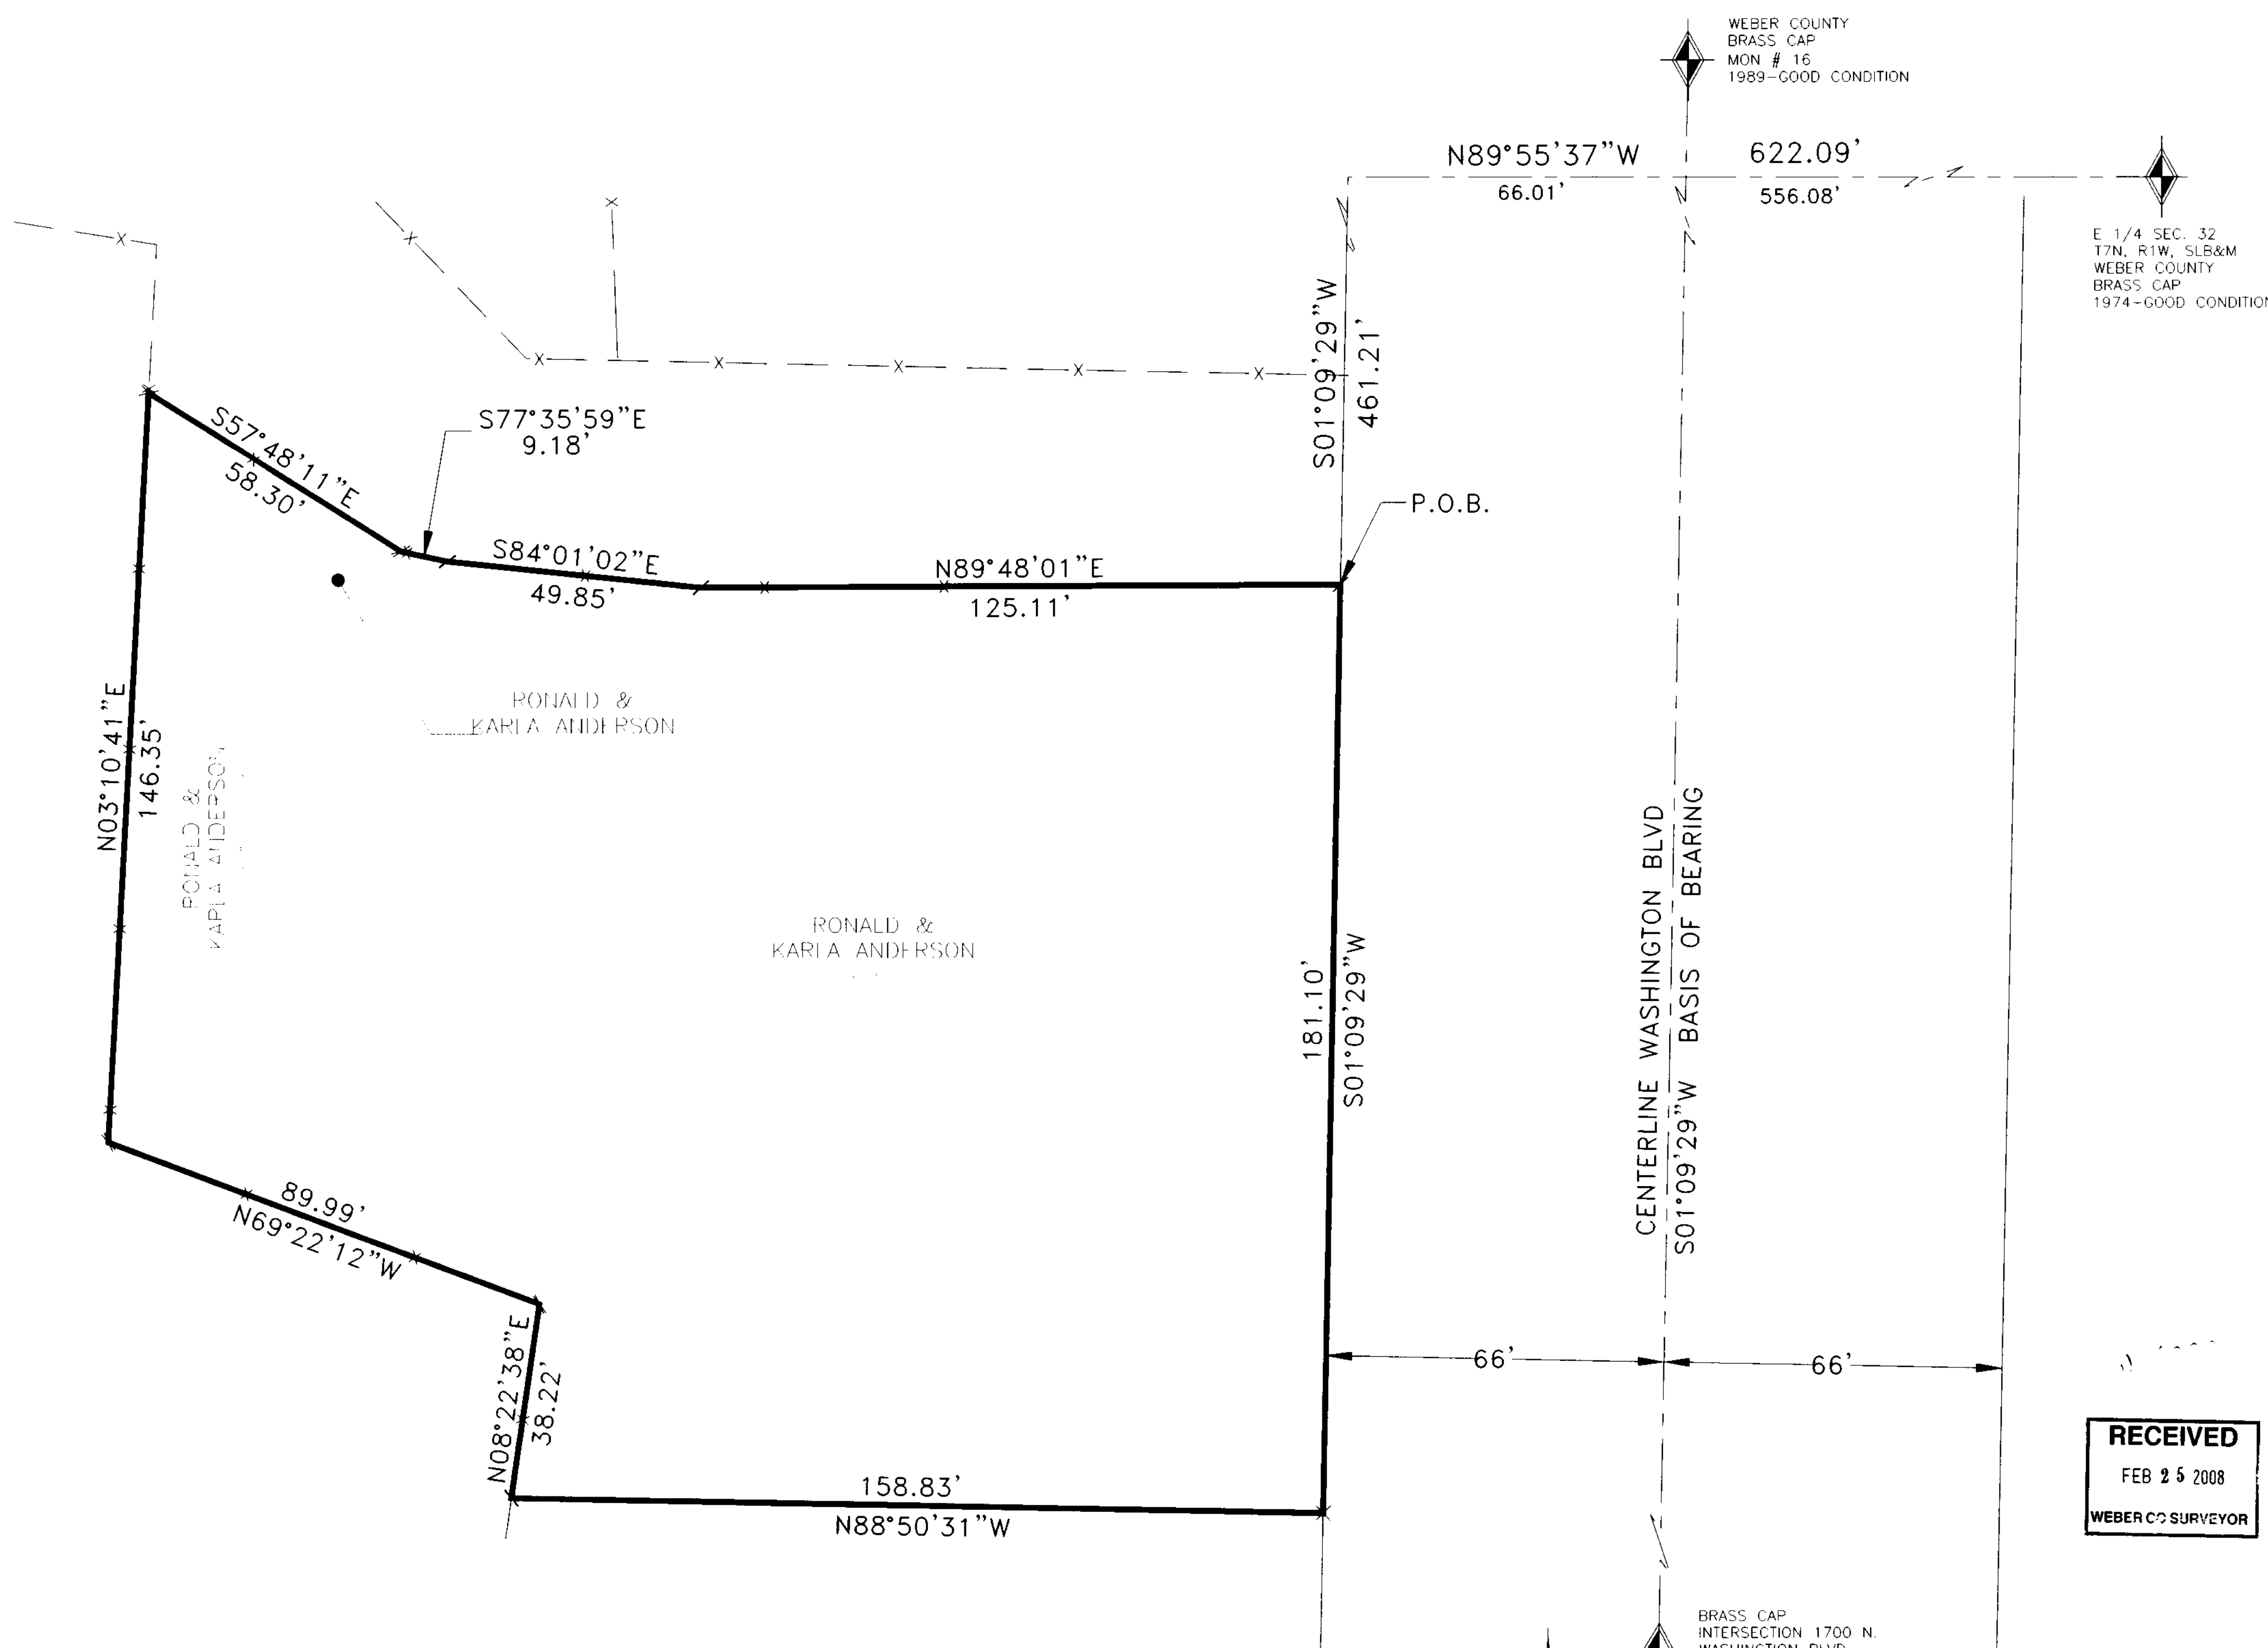 WEBER COUNTY
BRASS CAP
MON # 16
1989-GOOD CONDITION
N89°55'37"W 622.09'
66.01' 556.08'
E 1/4 SEC. 32
T7N, R1W, SLB&M
WEBER COUNTY
BRASS CAP
1974-GOOD CONDITION
S01°09'29"W
461.21'
S57°48'11"E
58.30'
S77°35'59"E
9.18'
P.O.B.
S84°01'02"E
49.85'
N89°48'01"E
125.11'
N03°10'41"E
146.35'
RONALD &
KARLA ANDERSON
RONALD &
KARLA ANDERSON
RONALD &
KARLA ANDERSON
181.10'
S01°09'29"W
CENTERLINE WASHINGTON BLVD
S01°09'29"W BASIS OF BEARING
89.99'
N69°22'12"W
N08°22'38"E
38.22'
66' 66'
158.83'
N88°50'31"W
RECEIVED
FEB 25 2008
WEBER CO SURVEYOR
BRASS CAP
INTERSECTION 1700 N.
WASHINGTON BLVD